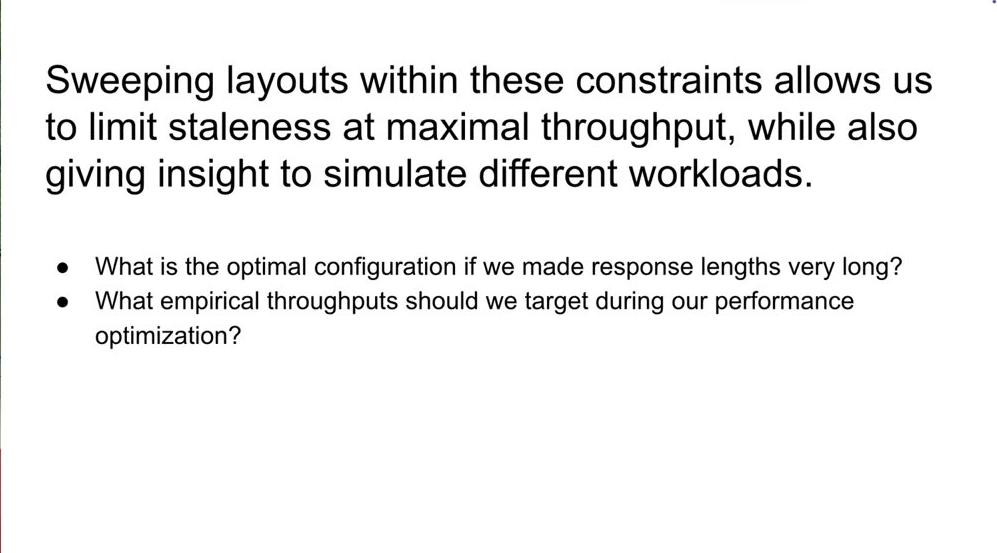 Sweeping layouts within these constraints allows us
to limit staleness at maximal throughput, while also
giving insight to simulate different workloads.
● What is the optimal configuration if we made response lengths very long?
● What empirical throughputs should we target during our performance
optimization?